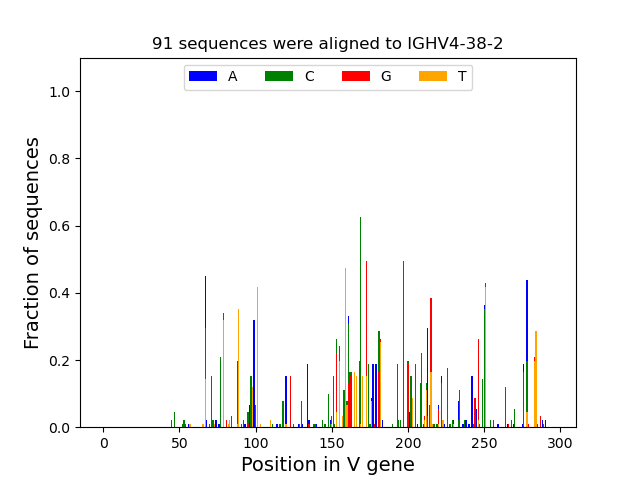 91 sequences were aligned to IGHV4-38-2
A C G T
1.0
0.8
0.6
0.4
0.2
0.0
Fraction of sequences
0 50 100 150 200 250 300
Position in V gene